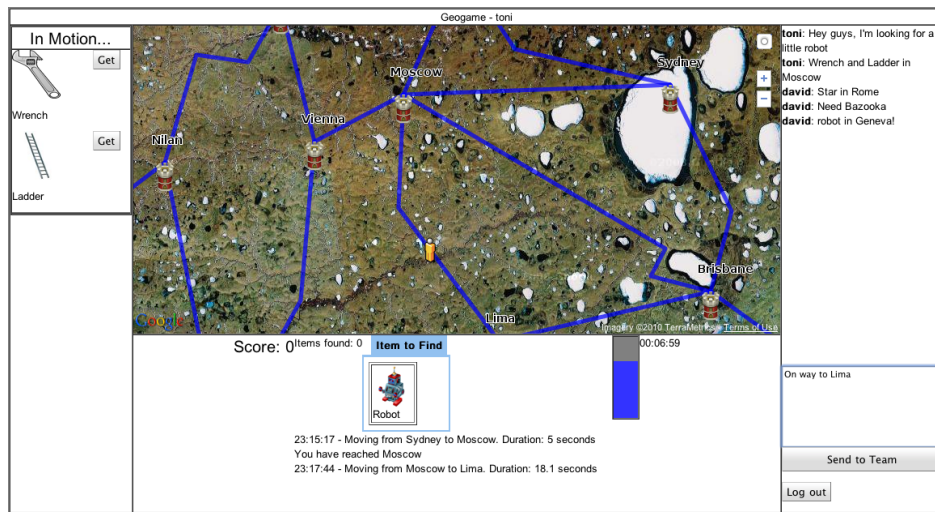 Geogame - toni
In Motion...
Get
Wrench
Get
Ladder
Moscow
Sydney
Vienna
Nilan
Brisbane
Lima
Google
Imagery ©2010 TerraMetrics - Terms of Use
toni: Hey guys, I'm looking for a
little robot
toni: Wrench and Ladder in
Moscow
david: Star in Rome
david: Need Bazooka
david: robot in Geneva!
Score: 0
Items found: 0
Item to Find
00:06:59
Robot
23:15:17 - Moving from Sydney to Moscow. Duration: 5 seconds
You have reached Moscow
23:17:44 - Moving from Moscow to Lima. Duration: 18.1 seconds
On way to Lima
Send to Team
Log out